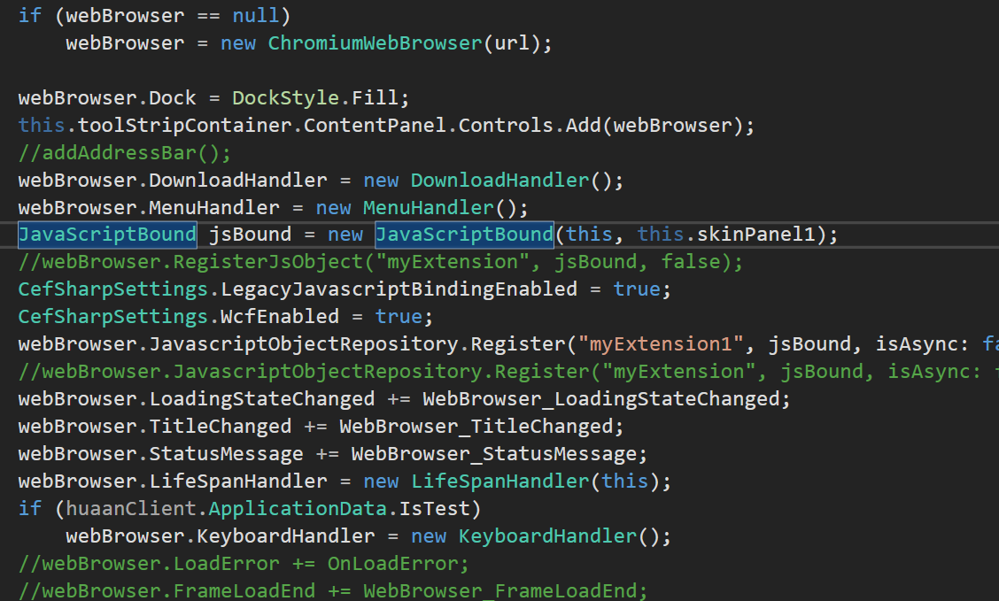 if (webBrowser == null)
    webBrowser = new ChromiumWebBrowser(url);

webBrowser.Dock = DockStyle.Fill;
this.toolStripContainer.ContentPanel.Controls.Add(webBrowser);
//addAddressBar();
webBrowser.DownloadHandler = new DownloadHandler();
webBrowser.MenuHandler = new MenuHandler();
JavaScriptBound jsBound = new JavaScriptBound(this, this.skinPanel1);
//webBrowser.RegisterJsObject("myExtension", jsBound, false);
CefSharpSettings.LegacyJavascriptBindingEnabled = true;
CefSharpSettings.WcfEnabled = true;
webBrowser.JavascriptObjectRepository.Register("myExtension1", jsBound, isAsync: fa
//webBrowser.JavascriptObjectRepository.Register("myExtension", jsBound, isAsync:
webBrowser.LoadingStateChanged += WebBrowser_LoadingStateChanged;
webBrowser.TitleChanged += WebBrowser_TitleChanged;
webBrowser.StatusMessage += WebBrowser_StatusMessage;
webBrowser.LifeSpanHandler = new LifeSpanHandler(this);
if (huaanClient.ApplicationData.IsTest)
    webBrowser.KeyboardHandler = new KeyboardHandler();
//webBrowser.LoadError += OnLoadError;
//webBrowser.FrameLoadEnd += WebBrowser_FrameLoadEnd;